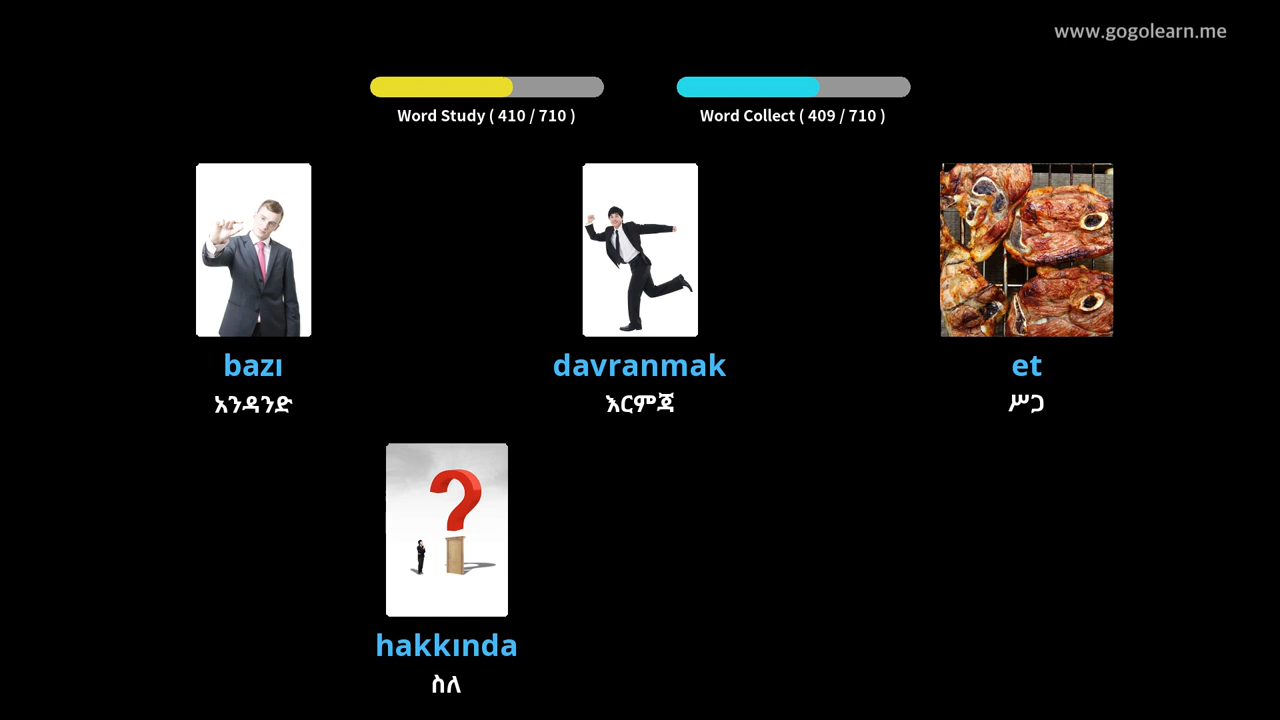 www.gogolearn.me
Word Study ( 410 / 710 )
Word Collect ( 409 / 710 )
bazı
አንዳንድ
davranmak
እርምጃ
et
ሥጋ
hakkında
ስለ